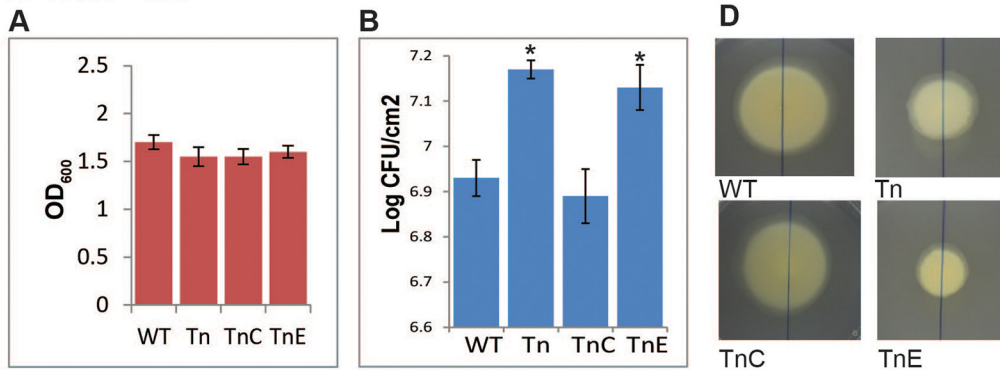 A
OD600
2.5
2
1.5
1
0.5
0
WT Tn TnC TnE
B
Log CFU/cm2
7.2
7.1
7
6.9
6.8
6.7
6.6
* *
WT Tn TnC TnE
D
WT Tn
TnC TnE